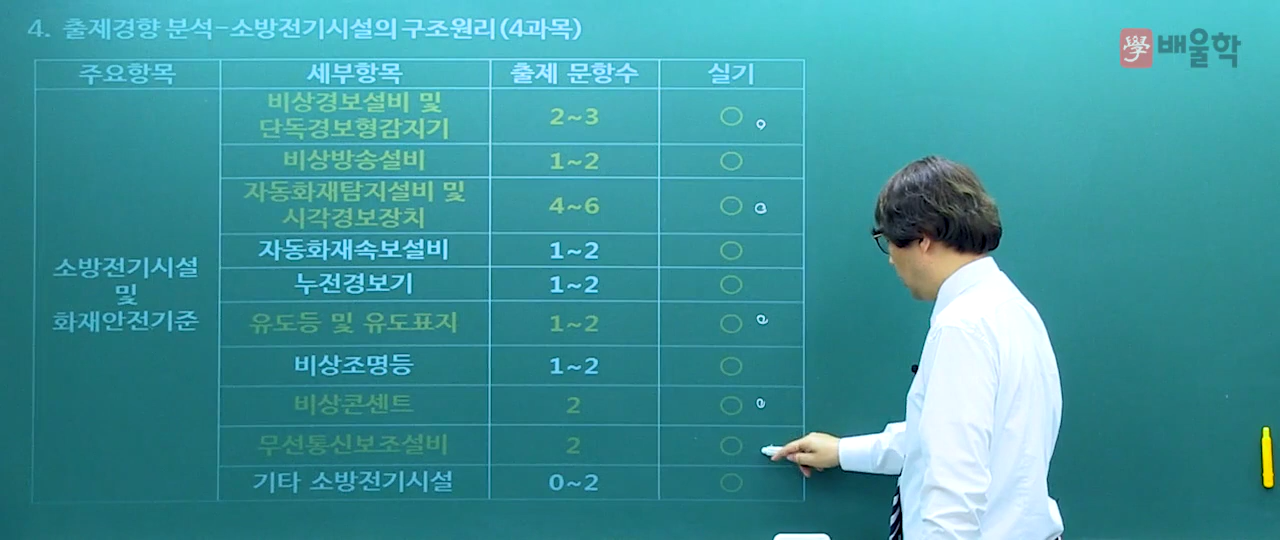 4. 출제경향 분석-소방전기시설의 구조원리(4과목)
學 배울학
주요항목 세부항목 출제 문항수 실기
소방전기시설
및
화재안전기준
비상경보설비 및
단독경보형감지기 2~3 ○
비상방송설비 1~2 ○
자동화재탐지설비 및
시각경보장치 4~6 ○
자동화재속보설비 1~2 ○
누전경보기 1~2 ○
유도등 및 유도표지 1~2 ○
비상조명등 1~2 ○
비상콘센트 2 ○
무선통신보조설비 2 ○
기타 소방전기시설 0~2 ○